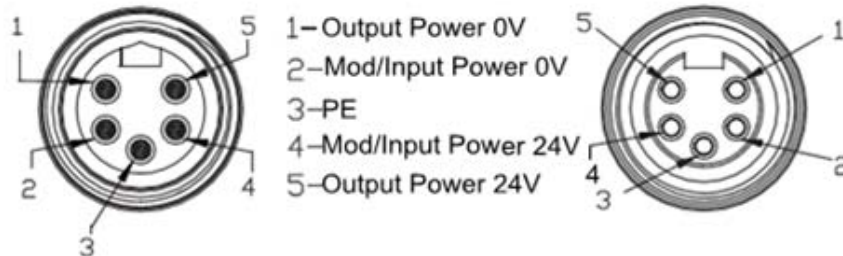 1 5 1-Output Power 0V 5 1
2-Mod/Input Power 0V
3-PE
4-Mod/Input Power 24V
2 4 5-Output Power 24V 4 2
3 3